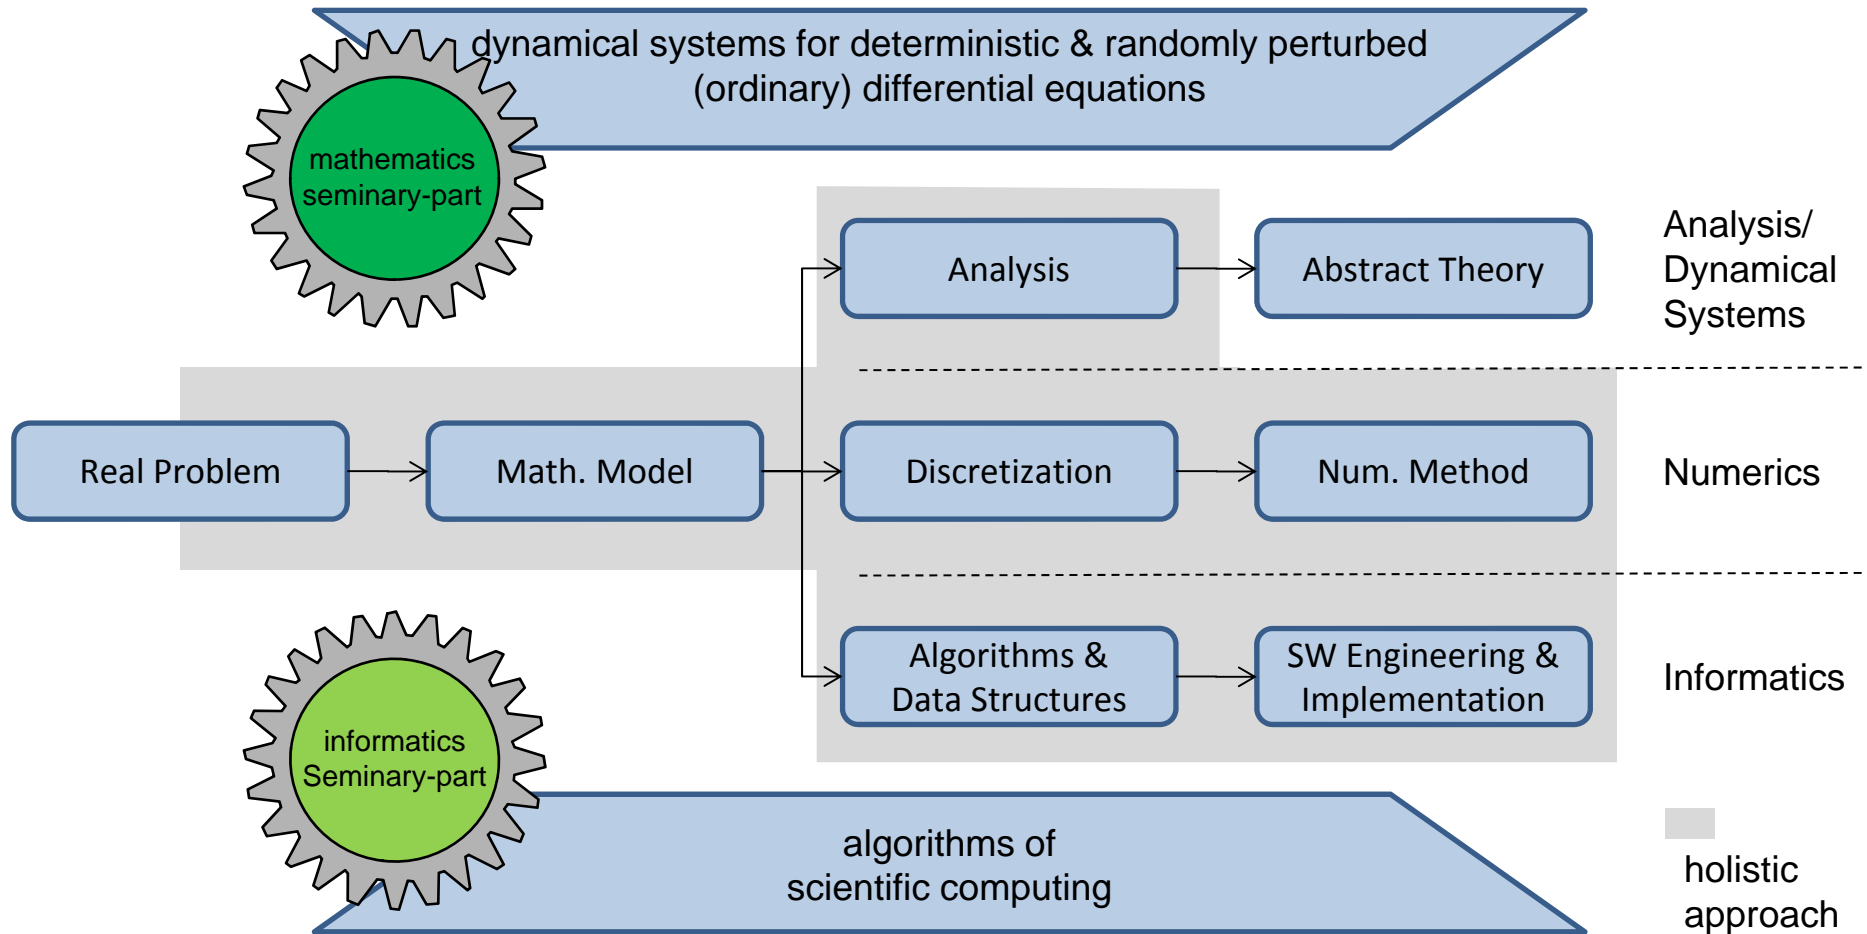 dynamical systems for deterministic & randomly perturbed
(ordinary) differential equations
mathematics
seminary-part
Analysis
Abstract Theory
Analysis/
Dynamical
Systems
Real Problem
Math. Model
Discretization
Num. Method
Numerics
Algorithms &
Data Structures
SW Engineering &
Implementation
Informatics
informatics
Seminary-part
algorithms of
scientific computing
holistic
approach